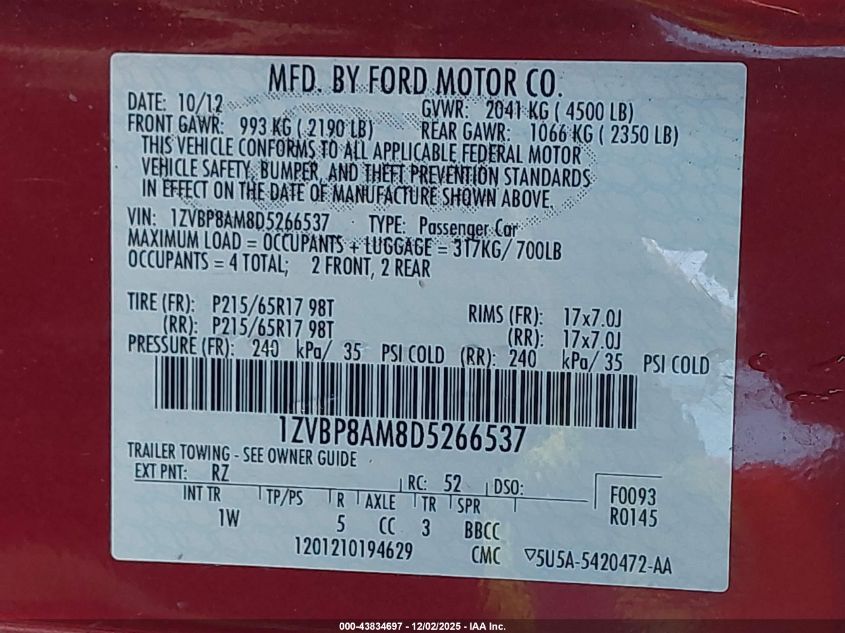 MFD. BY FORD MOTOR CO.
DATE: 10/12 GVWR: 2041 KG ( 4500 LB)
FRONT GAWR: 993 KG ( 2190 LB) REAR GAWR: 1066 KG ( 2350 LB)
THIS VEHICLE CONFORMS TO ALL APPLICABLE FEDERAL MOTOR
VEHICLE SAFETY, BUMPER, AND THEFT PREVENTION STANDARDS
IN EFFECT ON THE DATE OF MANUFACTURE SHOWN ABOVE.
VIN: 1ZVBP8AM8D5266537 TYPE: Passenger Car
MAXIMUM LOAD = OCCUPANTS + LUGGAGE = 317KG/ 700LB
OCCUPANTS = 4 TOTAL; 2 FRONT, 2 REAR
TIRE (FR): P215/65R17 98T RIMS (FR): 17x7.0J
(RR): P215/65R17 98T (RR): 17x7.0J
PRESSURE (FR): 240 kPa/ 35 PSI COLD (RR): 240 kPa/ 35 PSI COLD
1ZVBP8AM8D5266537
TRAILER TOWING - SEE OWNER GUIDE
EXT PNT: RZ RC: 52 DSO: F0093
INT TR TP/PS R AXLE TR SPR R0145
1W 5 CC 3 BBCC
1201210194629 CMC ▽5U5A-5420472-AA
000-43834697 - 12/02/2025 - IAA Inc.